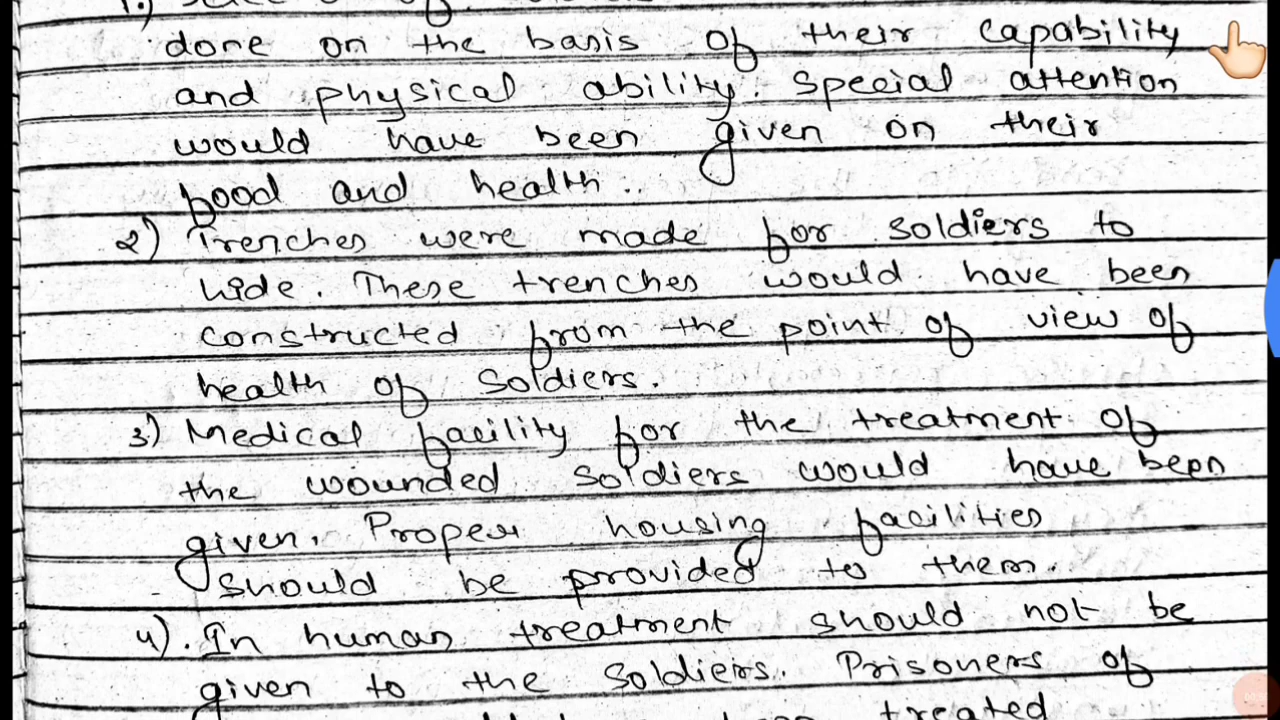 1.)
done on the basis of their capability
and physical ability. Special attention
would have been given on their
food and health..
2) Trenches were made for soldiers to
hide. These trenches would have been
constructed from the point of view of
health of Soldiers.
3) Medical facility for the treatment of
the wounded soldiers would have been
given. Proper housing facilities
should be provided to them.
4). In human treatment should not be
given to the Soldiers. Prisoners of
treated